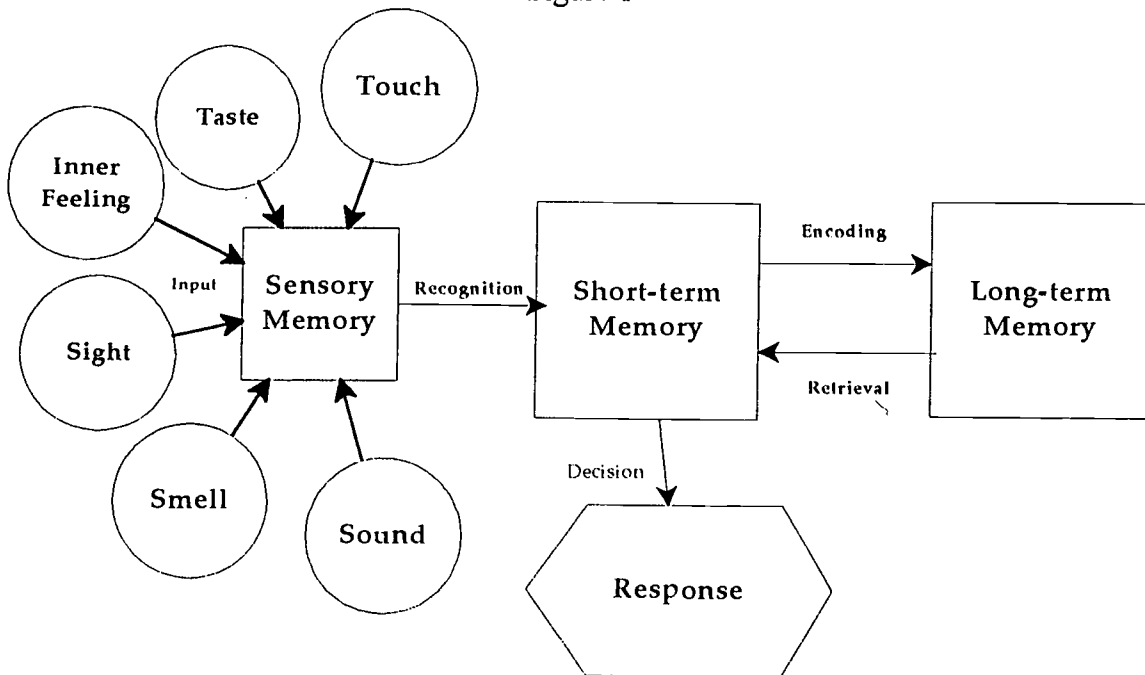 Touch
Taste
Inner
Feeling
Input
Sensory
Memory
Recognition
Short-term
Memory
Encoding
Long-term
Memory
Retrieval
Sight
Smell
Sound
Decision
Response